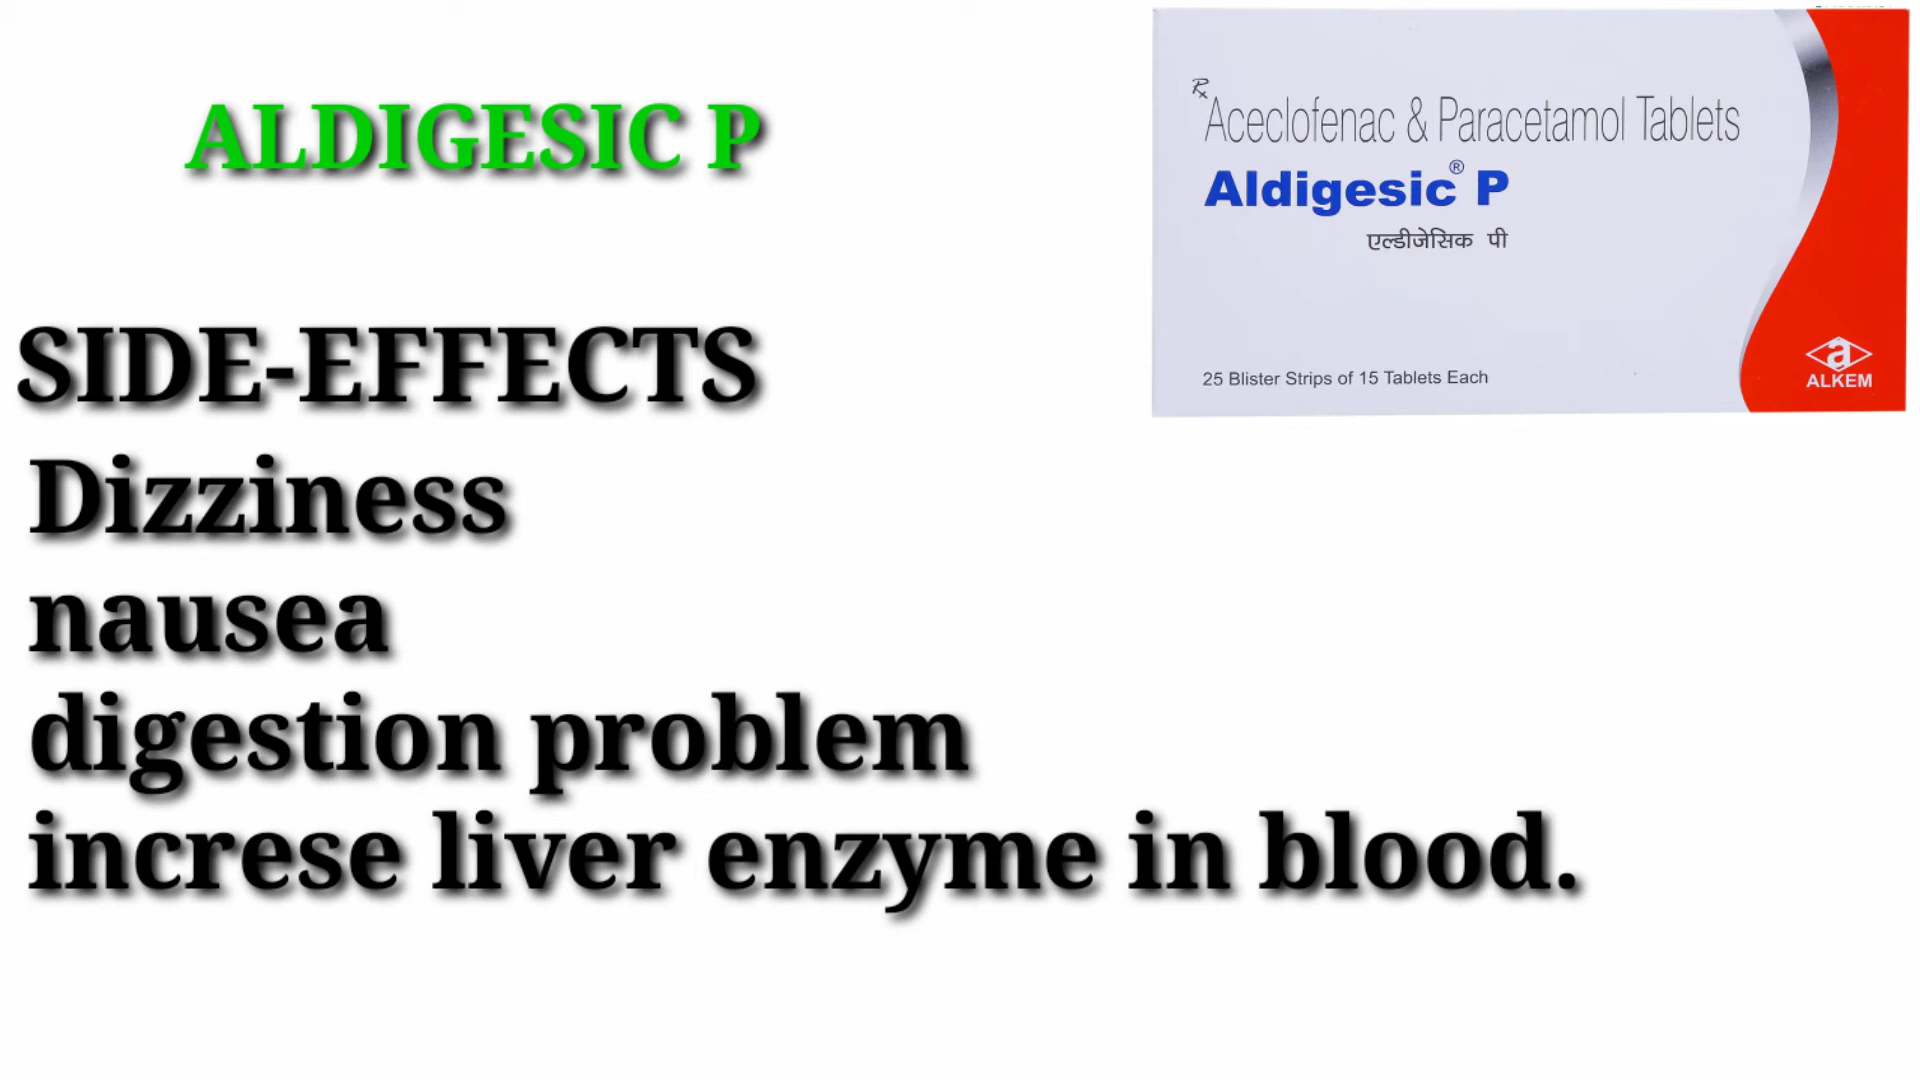 ALDIGESIC P
Rx
Aceclofenac & Paracetamol Tablets
Aldigesic® P
एल्डीजेसिक पी
25 Blister Strips of 15 Tablets Each
a
ALKEM
SIDE-EFFECTS
Dizziness
nausea
digestion problem
increse liver enzyme in blood.